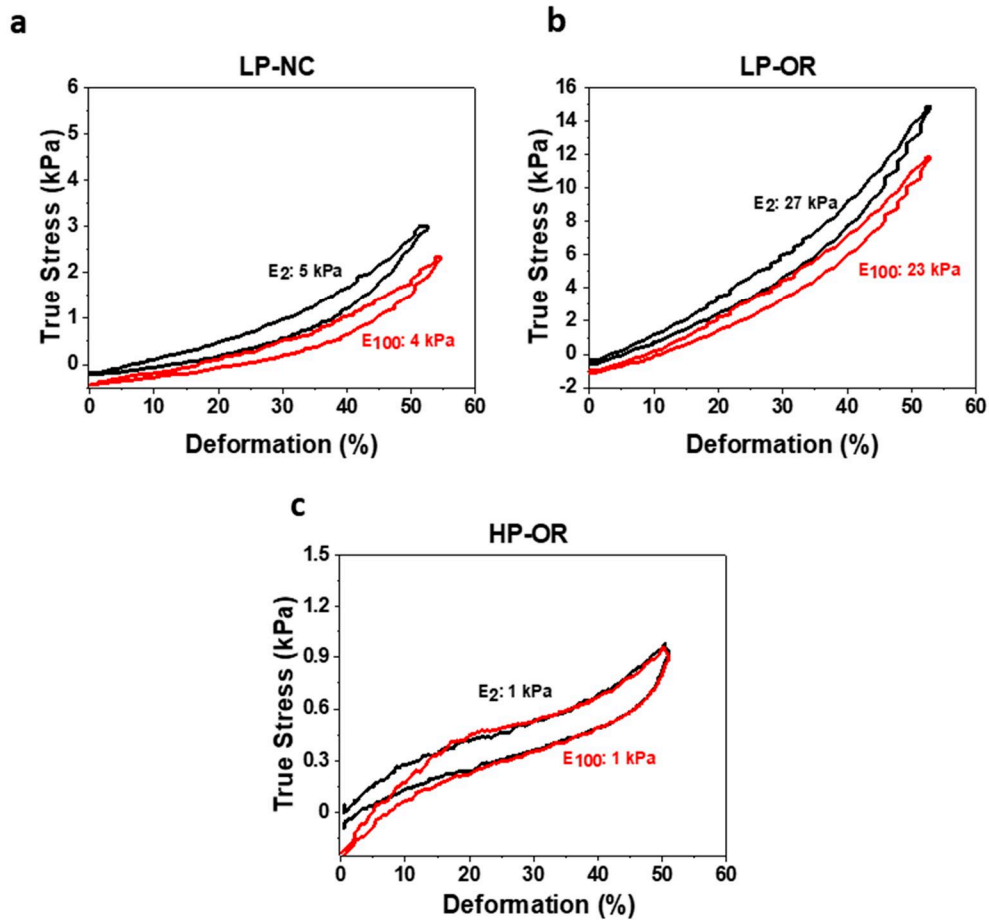 a
LP-NC
6
5
4
3
2
1
0
True Stress (kPa)
E2: 5 kPa
E100: 4 kPa
0 10 20 30 40 50 60
Deformation (%)
b
LP-OR
16
14
12
10
8
6
4
2
0
-2
True Stress (kPa)
E2: 27 kPa
E100: 23 kPa
0 10 20 30 40 50 60
Deformation (%)
c
HP-OR
1.5
1.2
0.9
0.6
0.3
0
True Stress (kPa)
E2: 1 kPa
E100: 1 kPa
0 10 20 30 40 50 60
Deformation (%)